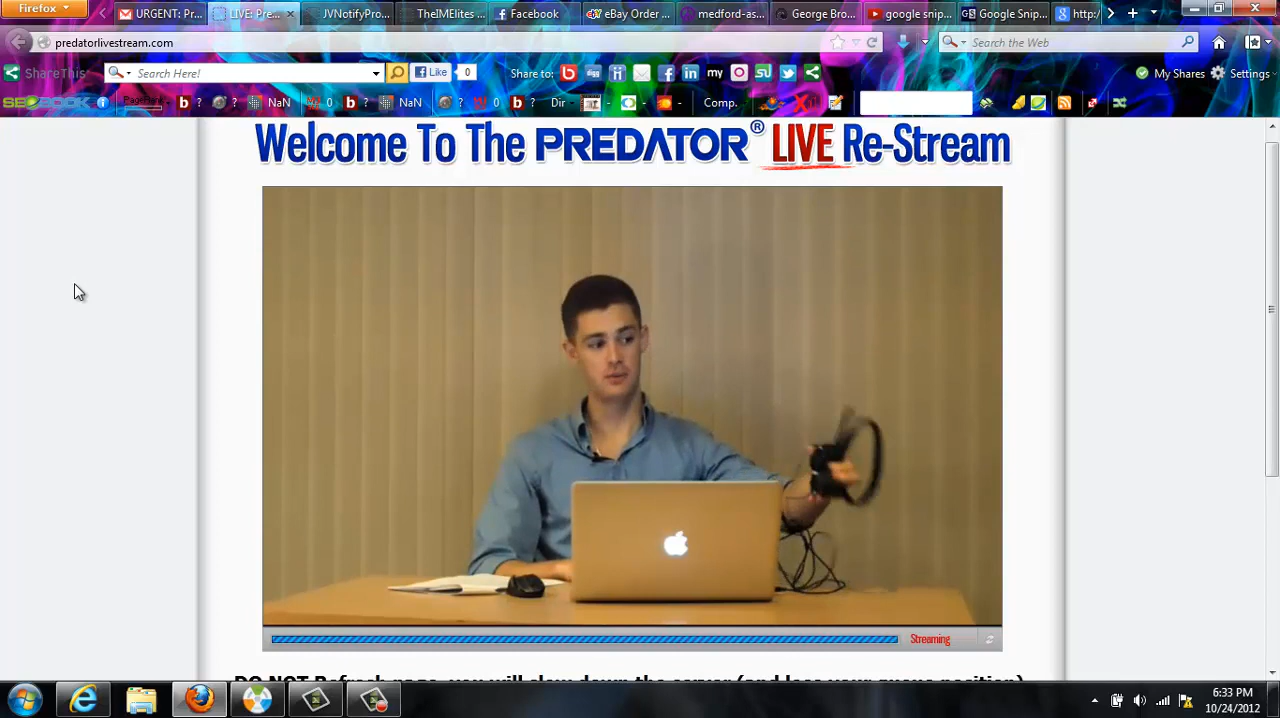 Firefox
URGENT: Pr...
LIVE: Pre...
JVNotifyPro...
TheIMElites ...
Facebook
eBay Order ...
medford-as...
George Bro...
google snip...
Google Snip...
http:/
predatorlivestream.com
Search the Web
ShareThis
Search Here!
Like
0
Share to:
my
My Shares
Settings
SEOBOOK
PageRank
b ?
?
NaN
0
b ?
NaN
?
0
b ?
Dir -
-
-
Comp.
Welcome To The PREDATOR® LIVE Re-Stream
Streaming
6:33 PM
10/24/2012